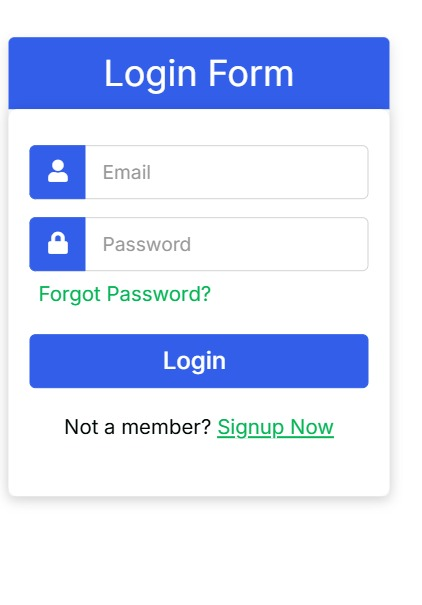 Login Form
Email
Password
Forgot Password?
Login
Not a member? Signup Now